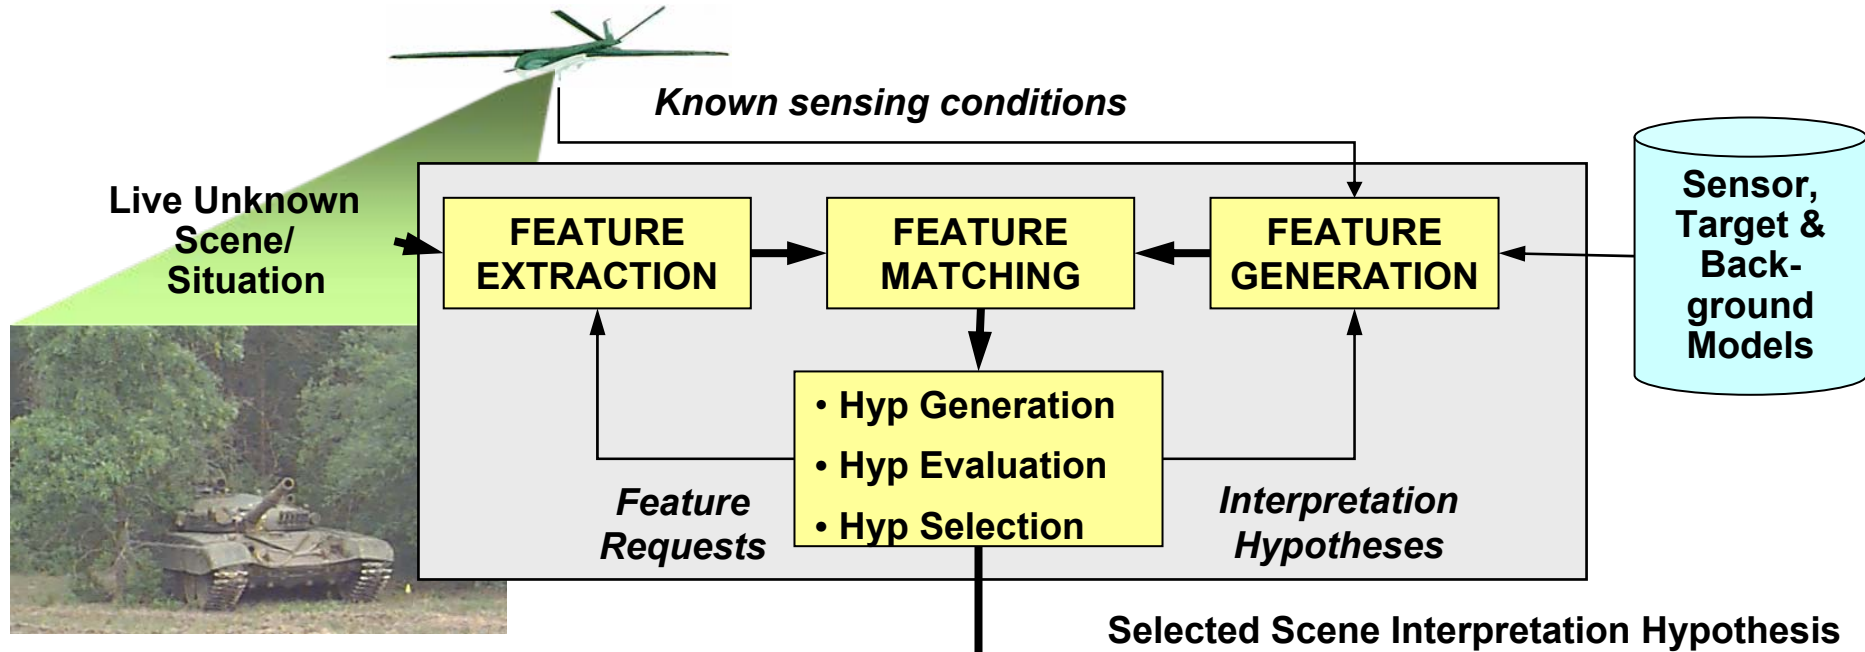 Known sensing conditions
Live Unknown
Scene/
Situation
FEATURE
EXTRACTION
FEATURE
MATCHING
FEATURE
GENERATION
Sensor,
Target &
Back-
ground
Models
• Hyp Generation
• Hyp Evaluation
• Hyp Selection
Feature
Requests
Interpretation
Hypotheses
Selected Scene Interpretation Hypothesis